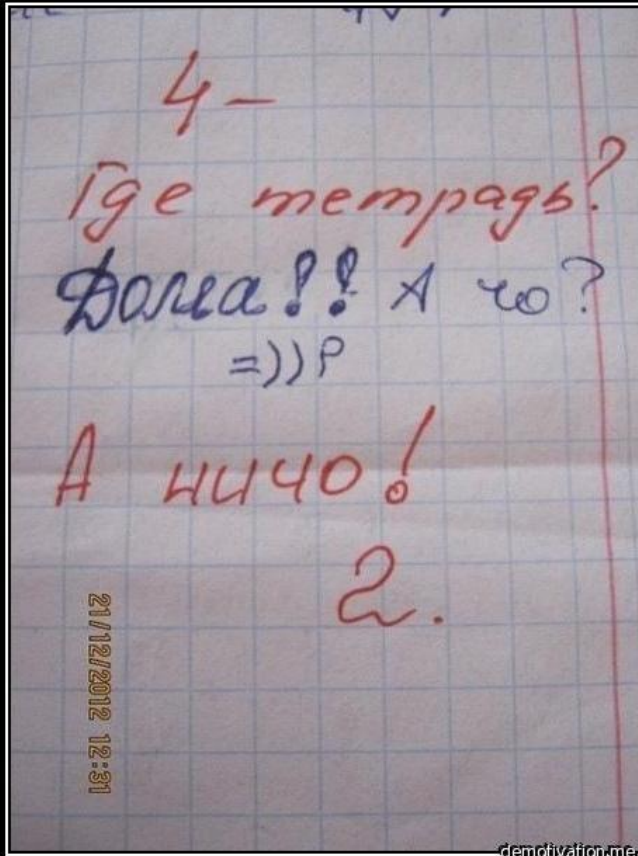 4-
Где тетрадь?
Дома!! А чо?
=))P
А ничо!
2.
21/12/2012 12:31
demotivation.me